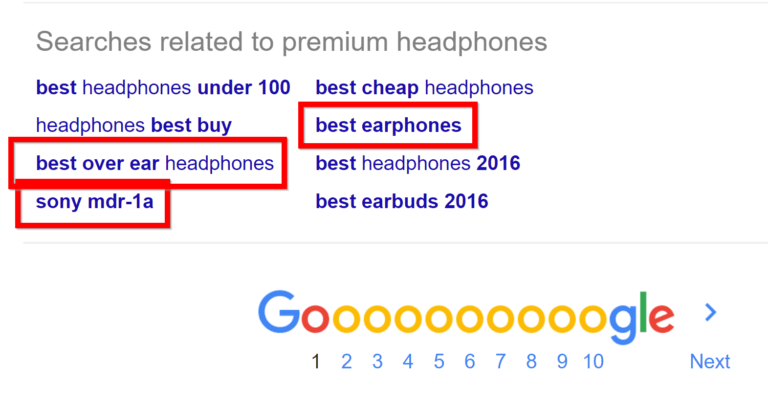 Searches related to premium headphones
best headphones under 100
best cheap headphones
headphones best buy
best earphones
best over ear headphones
best headphones 2016
sony mdr-1a
best earbuds 2016
Goooooooooogle
1 2 3 4 5 6 7 8 9 10 Next